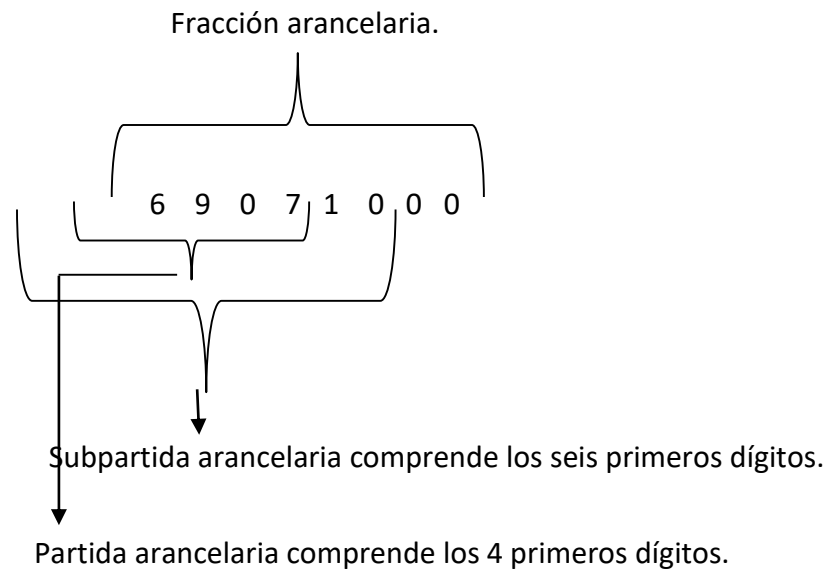 Fracción arancelaria.
6 9 0 7 1 0 0 0
Subpartida arancelaria comprende los seis primeros dígitos.
Partida arancelaria comprende los 4 primeros dígitos.